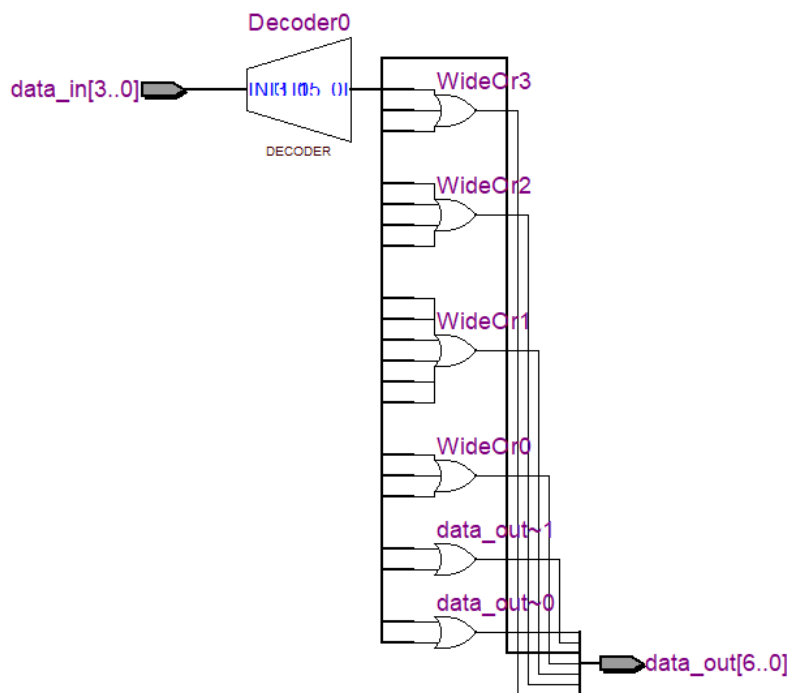 Decoder0
data_in[3..0]
DECODER
WideOr3
WideOr2
WideOr1
WideOr0
data_out~1
data_out~0
data_out[6..0]